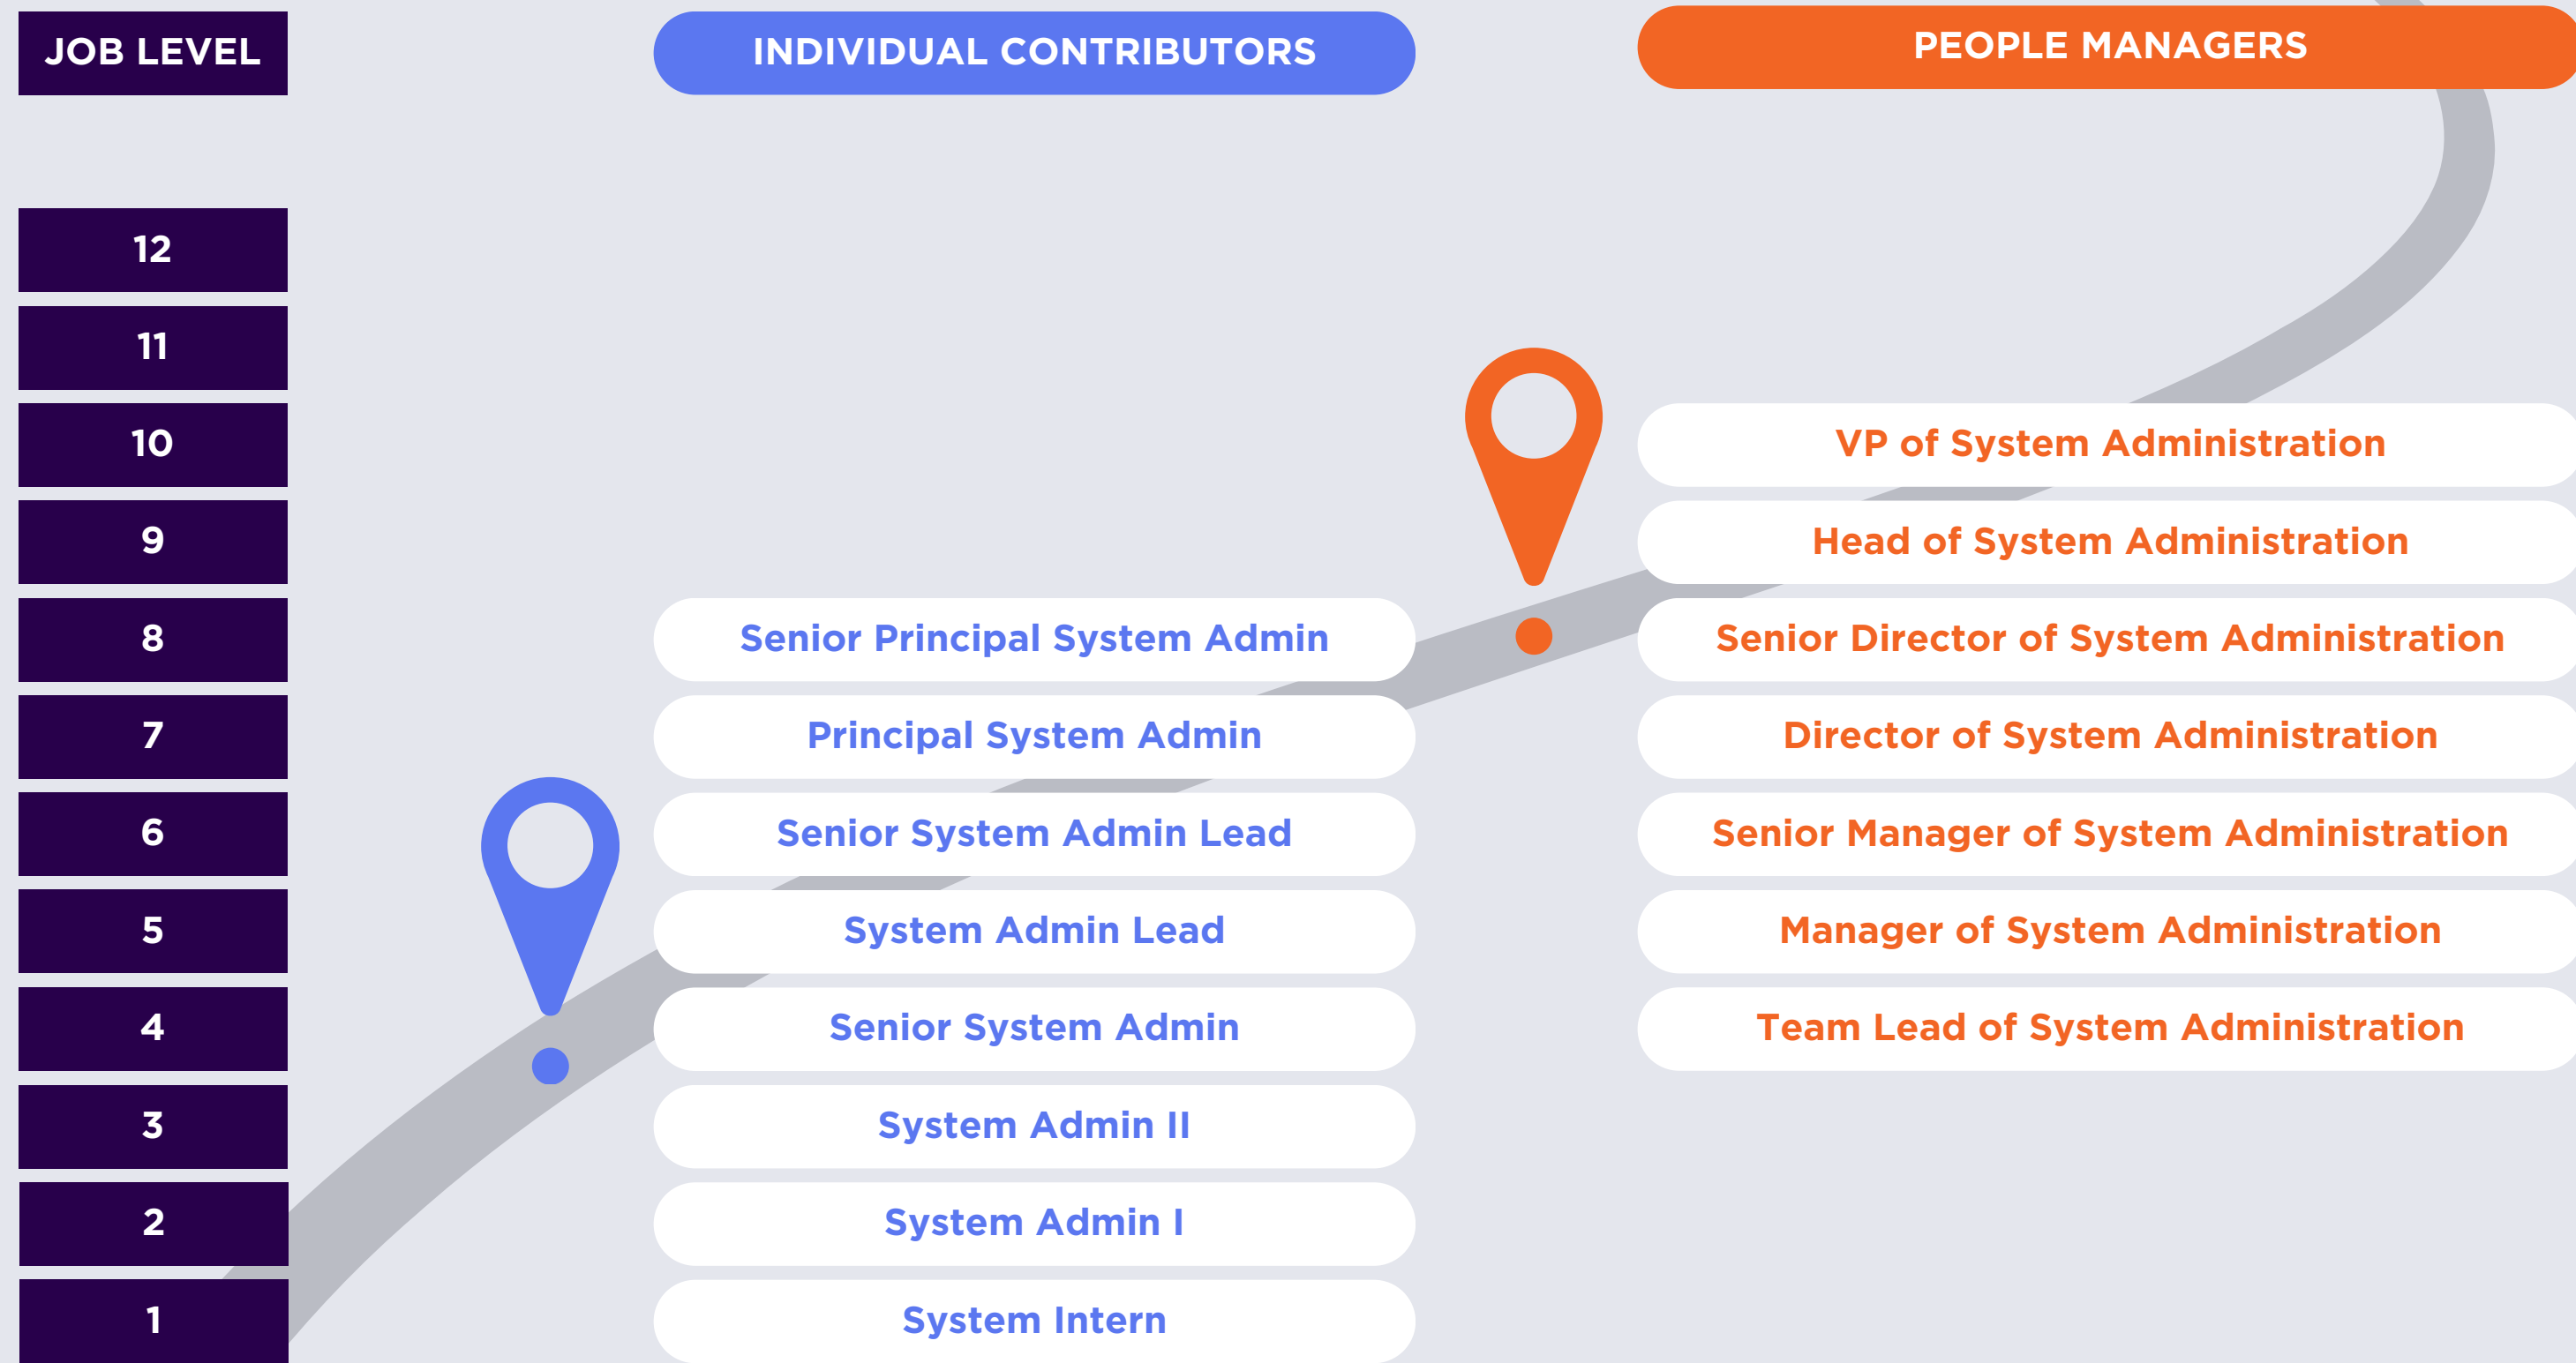 JOB LEVEL
INDIVIDUAL CONTRIBUTORS
PEOPLE MANAGERS
12
11
10
VP of System Administration
9
Head of System Administration
8
Senior Principal System Admin
Senior Director of System Administration
7
Principal System Admin
Director of System Administration
6
Senior System Admin Lead
Senior Manager of System Administration
5
System Admin Lead
Manager of System Administration
4
Senior System Admin
Team Lead of System Administration
3
System Admin II
2
System Admin I
1
System Intern